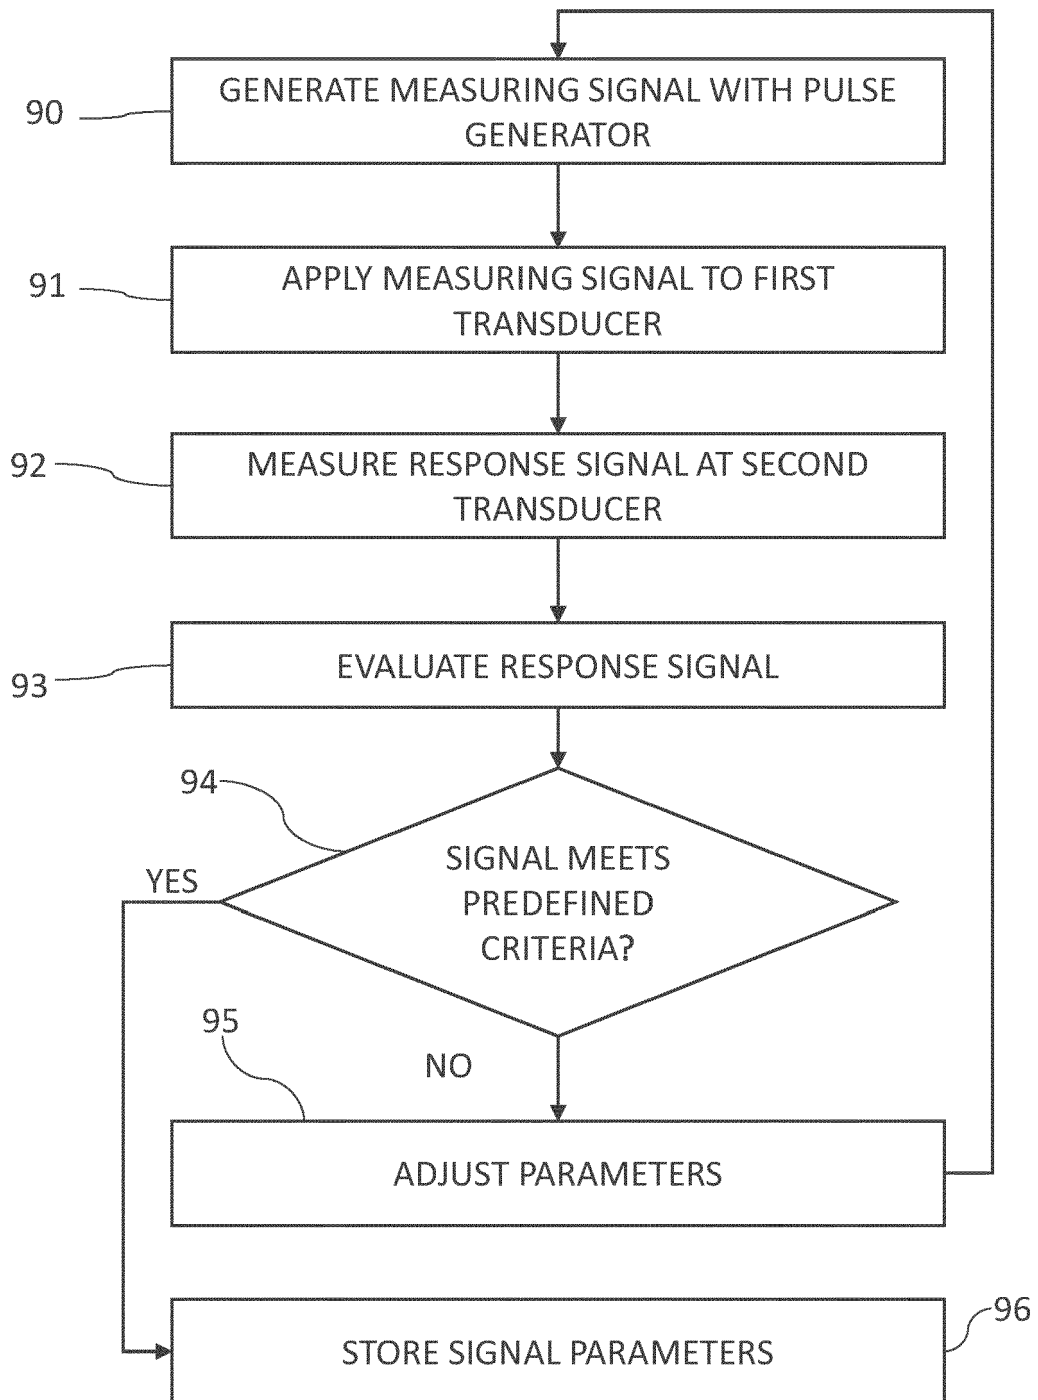 90
GENERATE MEASURING SIGNAL WITH PULSE
GENERATOR
91
APPLY MEASURING SIGNAL TO FIRST
TRANSDUCER
92
MEASURE RESPONSE SIGNAL AT SECOND
TRANSDUCER
93
EVALUATE RESPONSE SIGNAL
94
SIGNAL MEETS
PREDEFINED
CRITERIA?
YES
NO
95
ADJUST PARAMETERS
96
STORE SIGNAL PARAMETERS